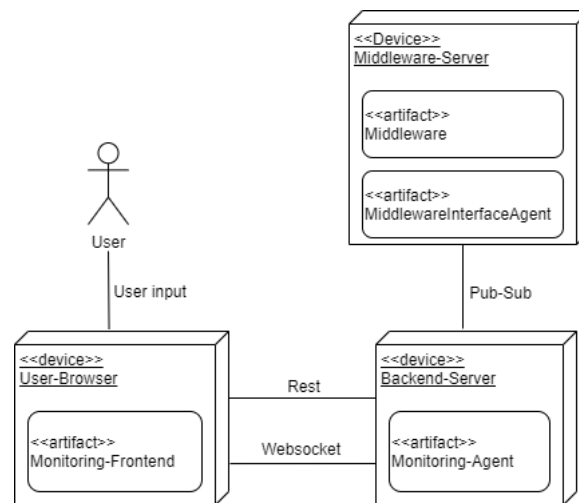 <<Device>>
Middleware-Server
<<artifact>>
Middleware
<<artifact>>
MiddlewareInterfaceAgent
User
User input
Pub-Sub
<<device>>
User-Browser
<<artifact>>
Monitoring-Frontend
Rest
Websocket
<<device>>
Backend-Server
<<artifact>>
Monitoring-Agent